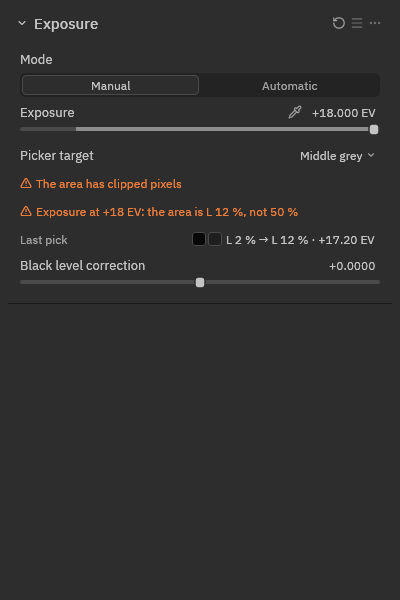 Exposure
Mode
Manual Automatic
Exposure +18.000 EV
Picker target Middle grey
The area has clipped pixels
Exposure at +18 EV: the area is L 12 %, not 50 %
Last pick L 2 % → L 12 % · +17.20 EV
Black level correction +0.0000